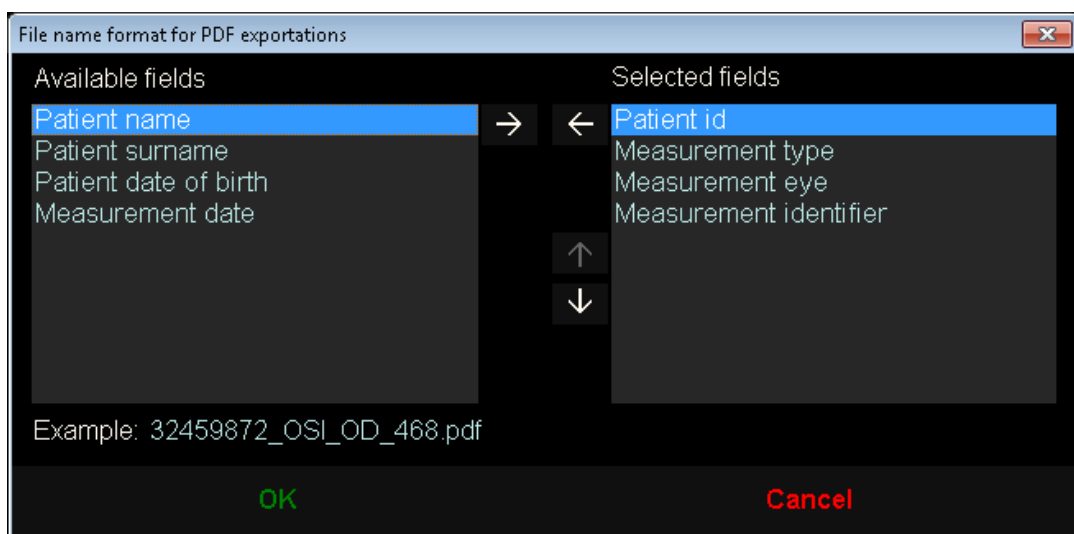 File name format for PDF exportations
Available fields
Selected fields
Patient name
Patient surname
Patient date of birth
Measurement date
Patient id
Measurement type
Measurement eye
Measurement identifier
Example: 32459872_OSI_OD_468.pdf
OK
Cancel